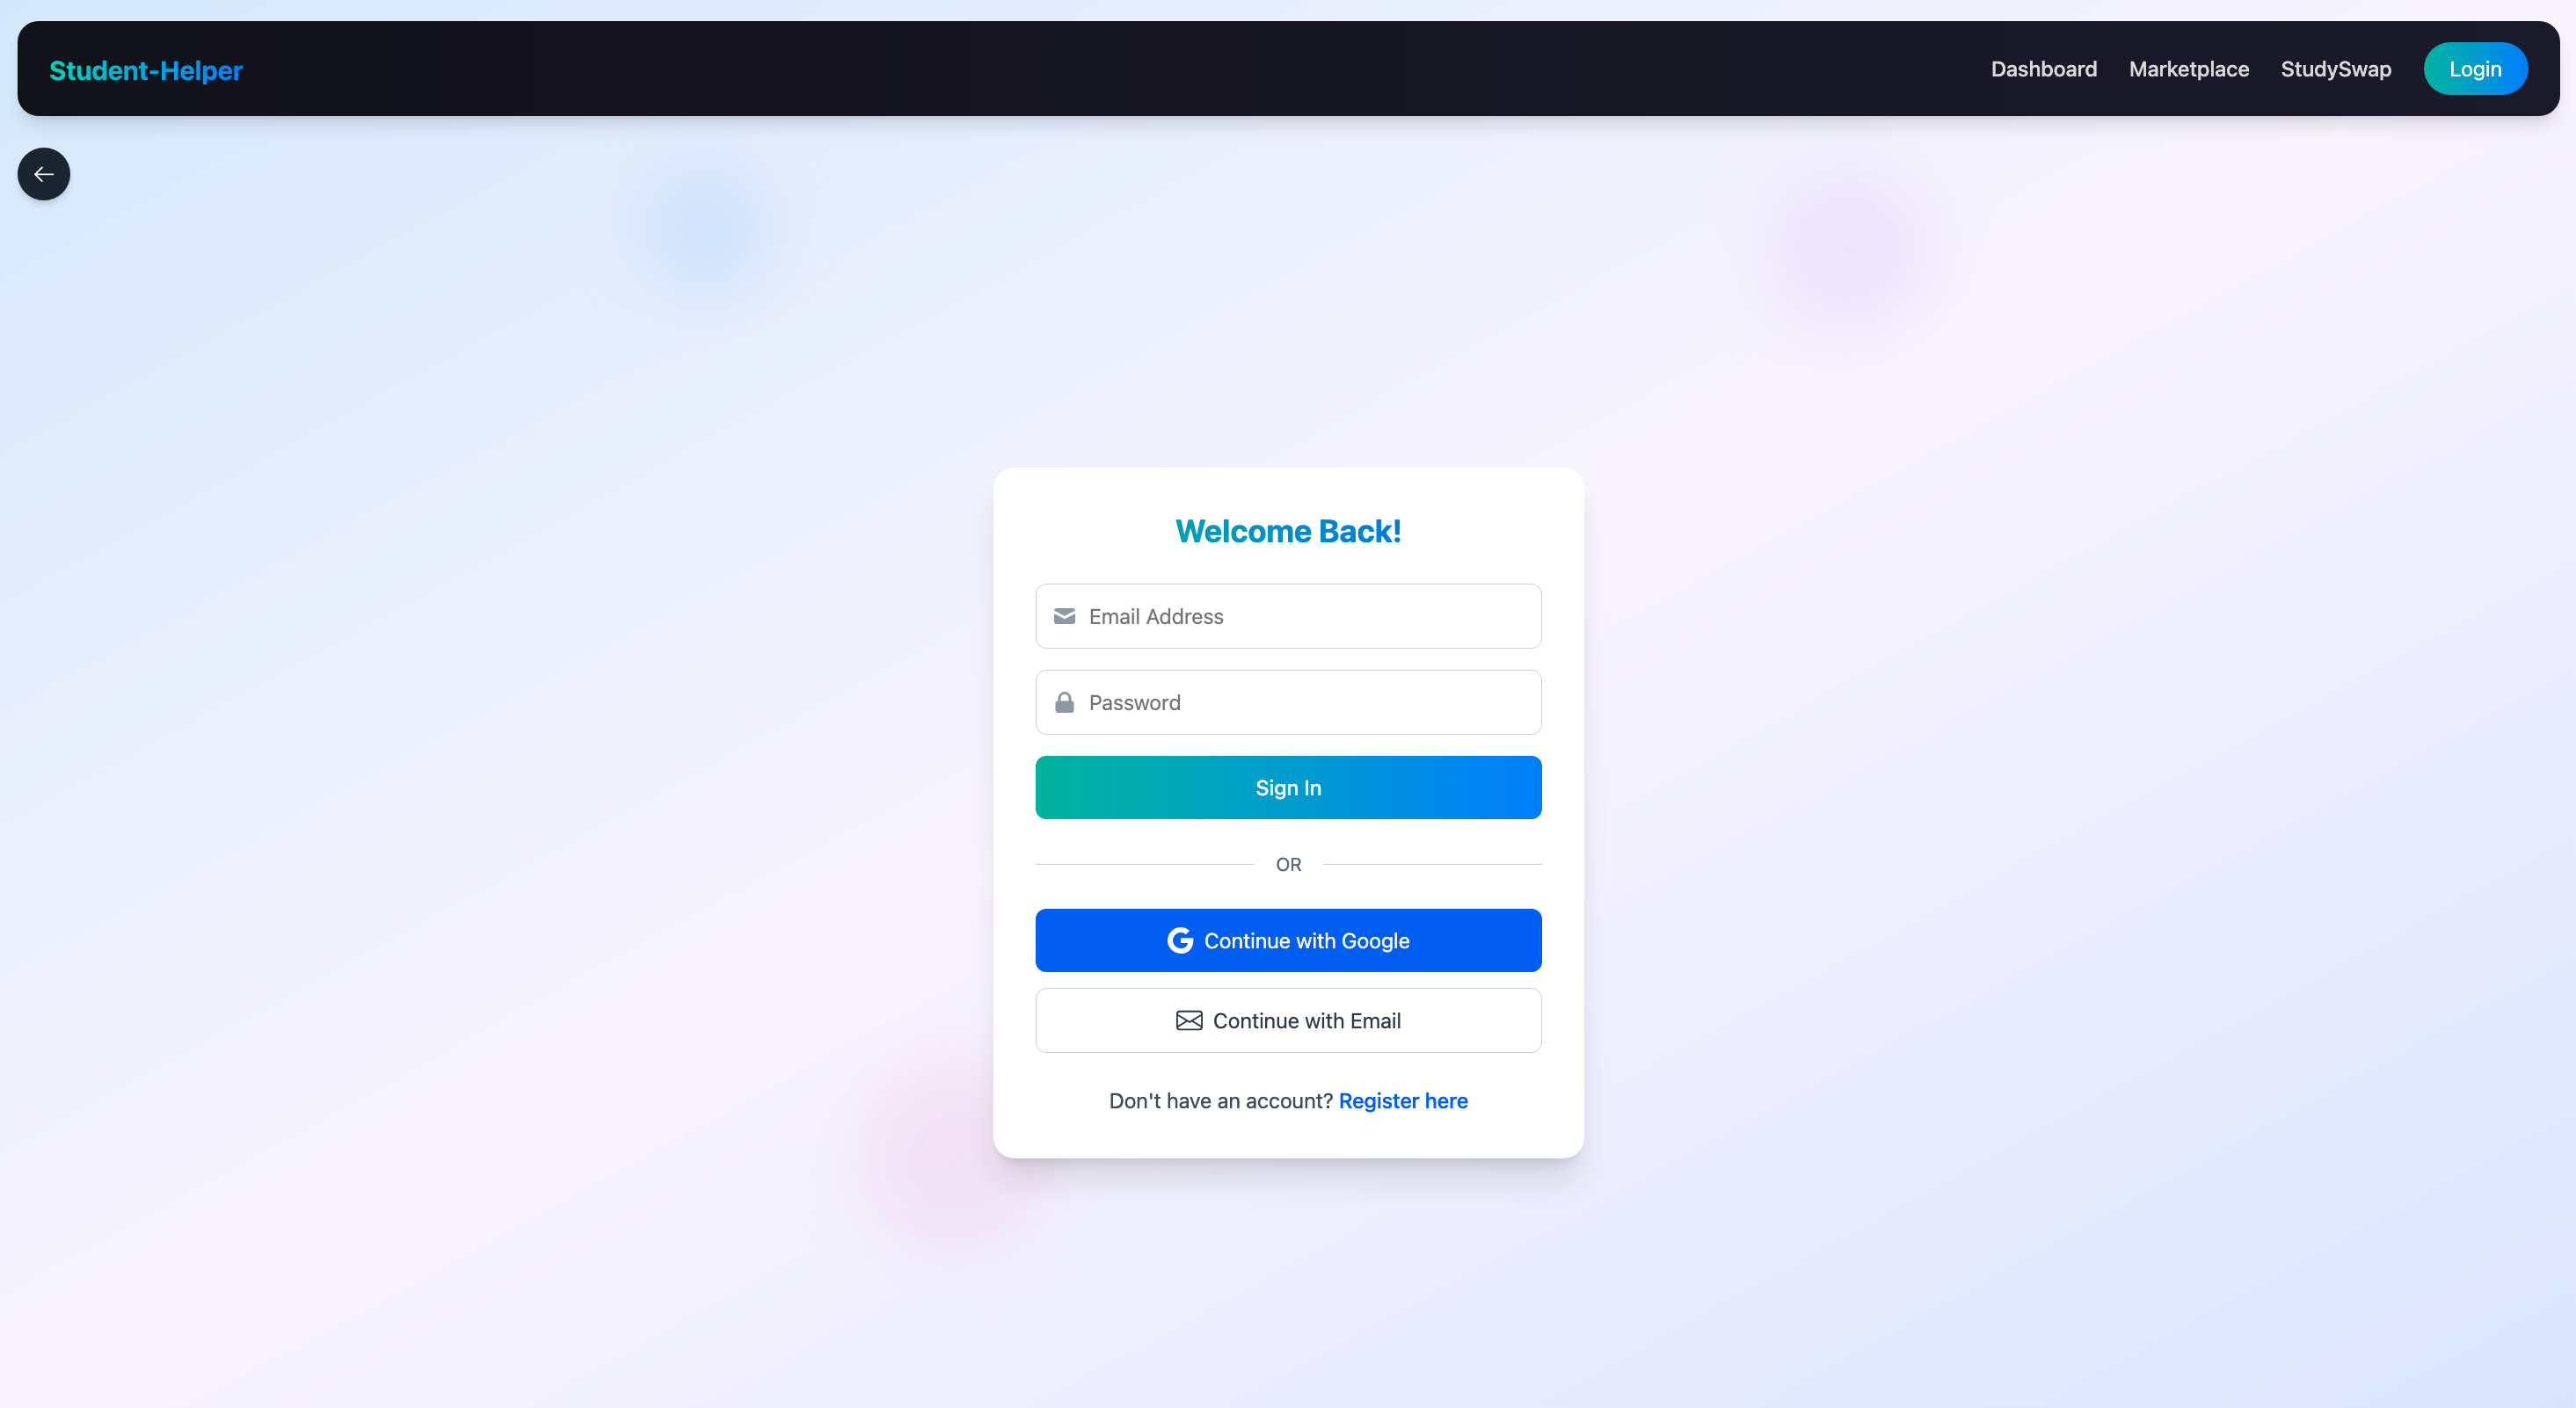 Student-Helper
Dashboard Marketplace StudySwap Login
Welcome Back!
Email Address
Password
Sign In
OR
Continue with Google
Continue with Email
Don't have an account? Register here